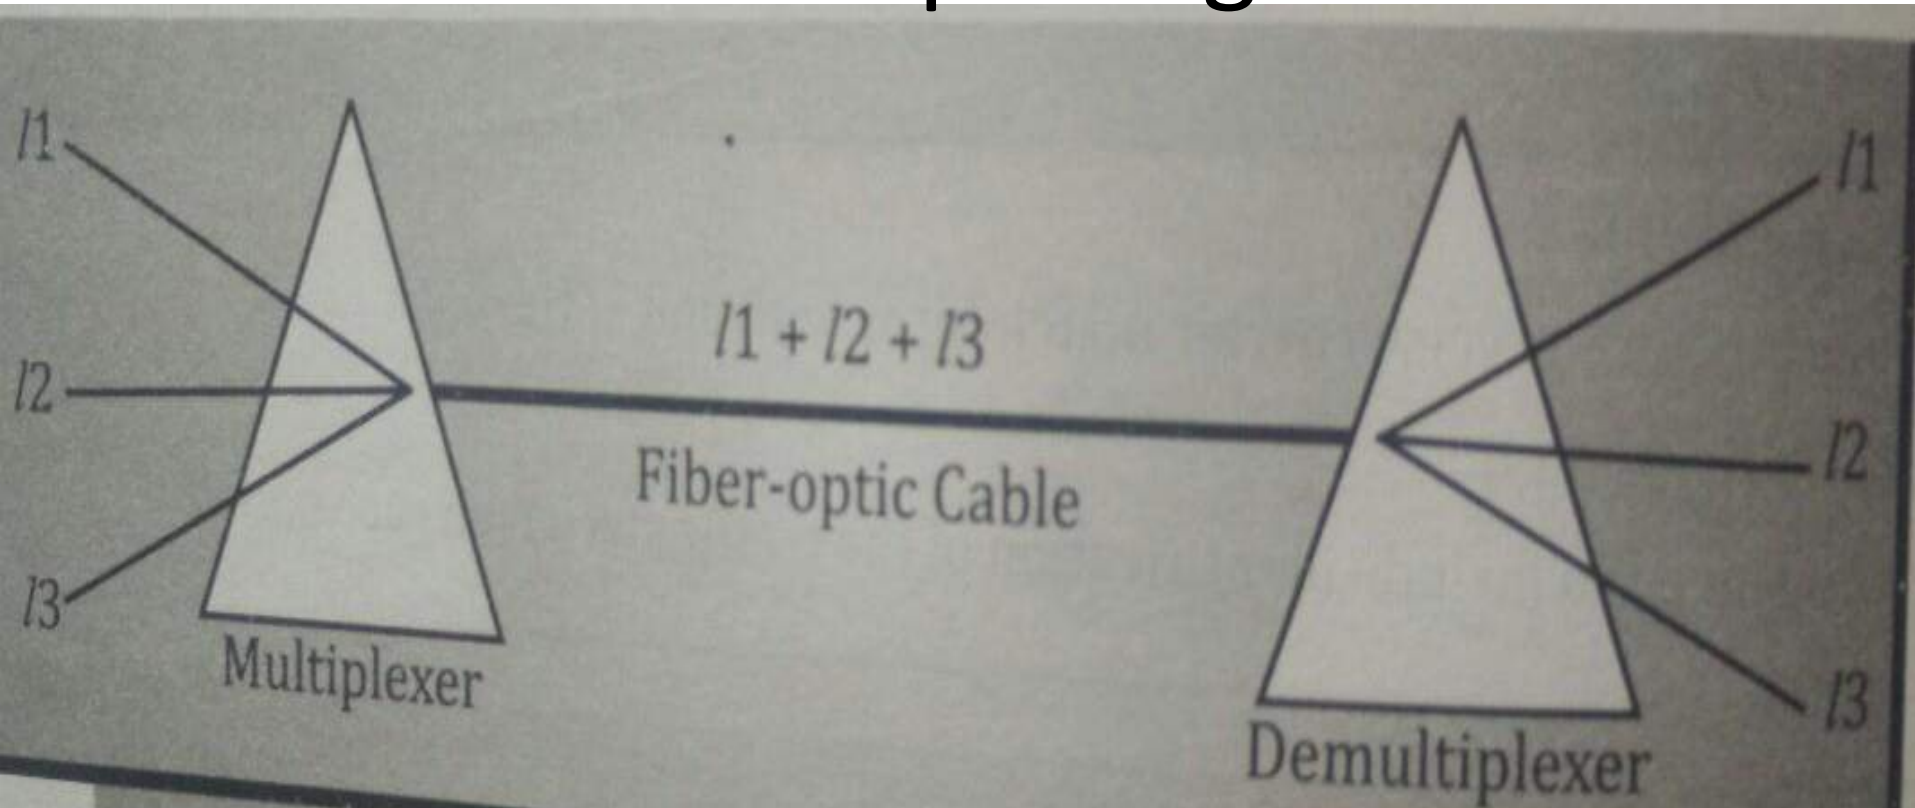 l1
l2
l3
Multiplexer
l1 + l2 + l3
Fiber-optic Cable
l1
l2
l3
Demultiplexer